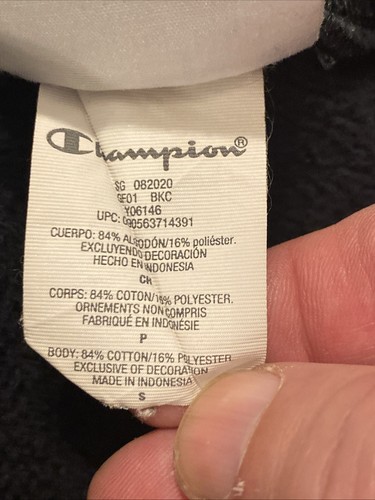 Champion®
SG 082020
GF01 BKC
Y06146
UPC: 090563714391
CUERPO: 84% ALGODÓN/16% poliéster.
EXCLUYENDO DECORACIÓN
HECHO EN INDONESIA
CH
CORPS: 84% COTON/16% POLYESTER,
ORNEMENTS NON COMPRIS
FABRIQUÉ EN INDONÉSIE
P
BODY: 84% COTTON/16% POLYESTER
EXCLUSIVE OF DECORATION
MADE IN INDONESIA
S